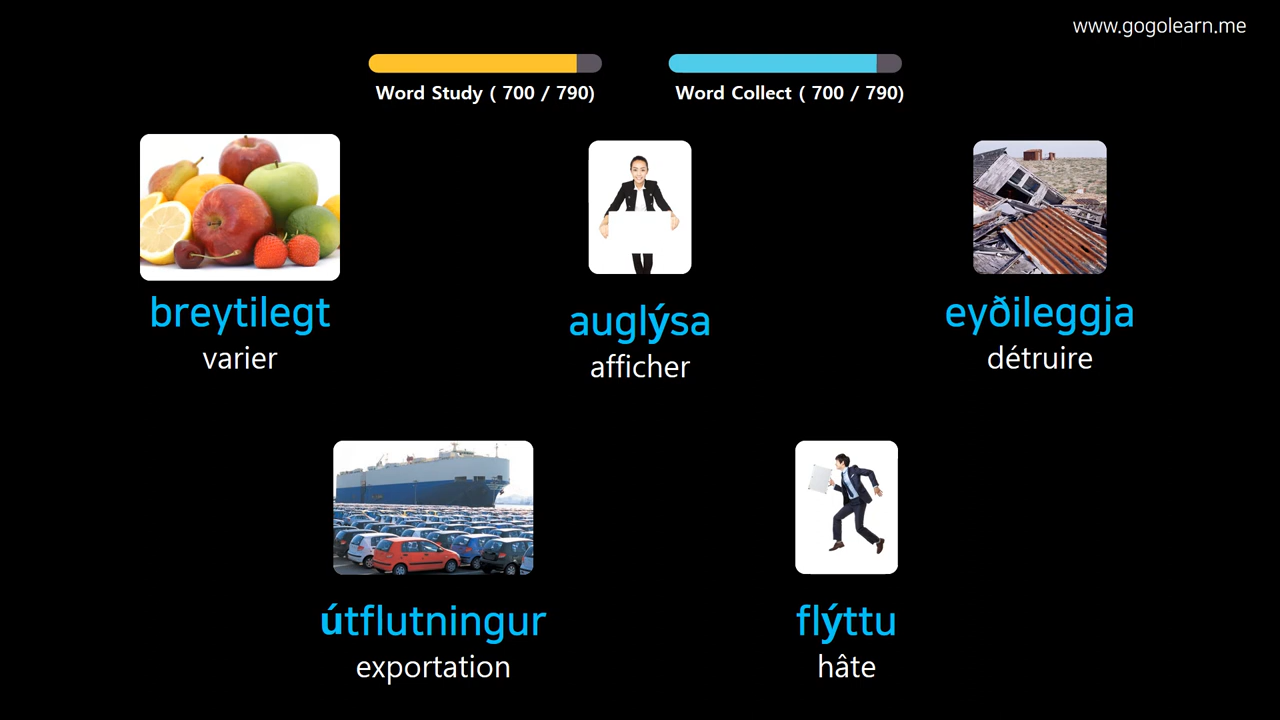 www.gogolearn.me
Word Study ( 700 / 790)
Word Collect ( 700 / 790)
breytilegt
varier
auglýsa
afficher
eyðileggja
détruire
útflutningur
exportation
flýttu
hâte